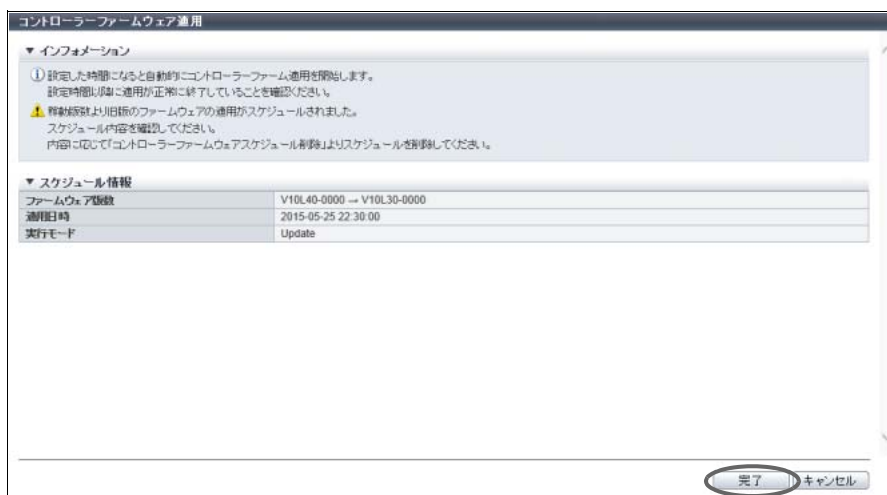 コントローラーファームウェア適用
▼ インフォメーション
設定した時間になると自動的にコントローラーファーム適用を開始します。
設定時間以降に適用が正常に終了していることを確認ください。
稼動版数より旧版のファームウェアの適用がスケジュールされました。
スケジュール内容を確認してください。
内容に応じて「コントローラーファームウェアスケジュール削除」よりスケジュールを削除してください。
▼ スケジュール情報
ファームウェア版数 V10L40-0000 → V10L30-0000
適用日時 2015-05-25 22:30:00
実行モード Update
完了 キャンセル